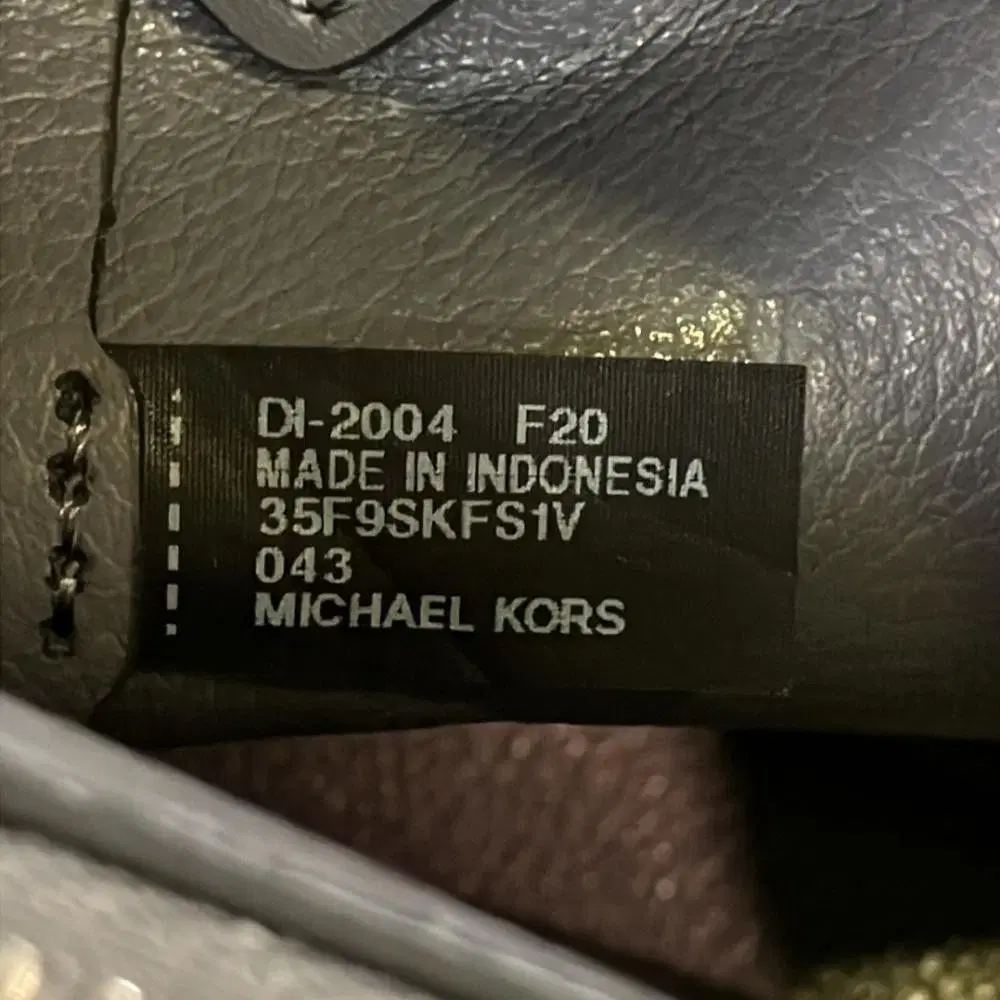 DI-2004 F20
MADE IN INDONESIA
35F9SKFS1V
043
MICHAEL KORS